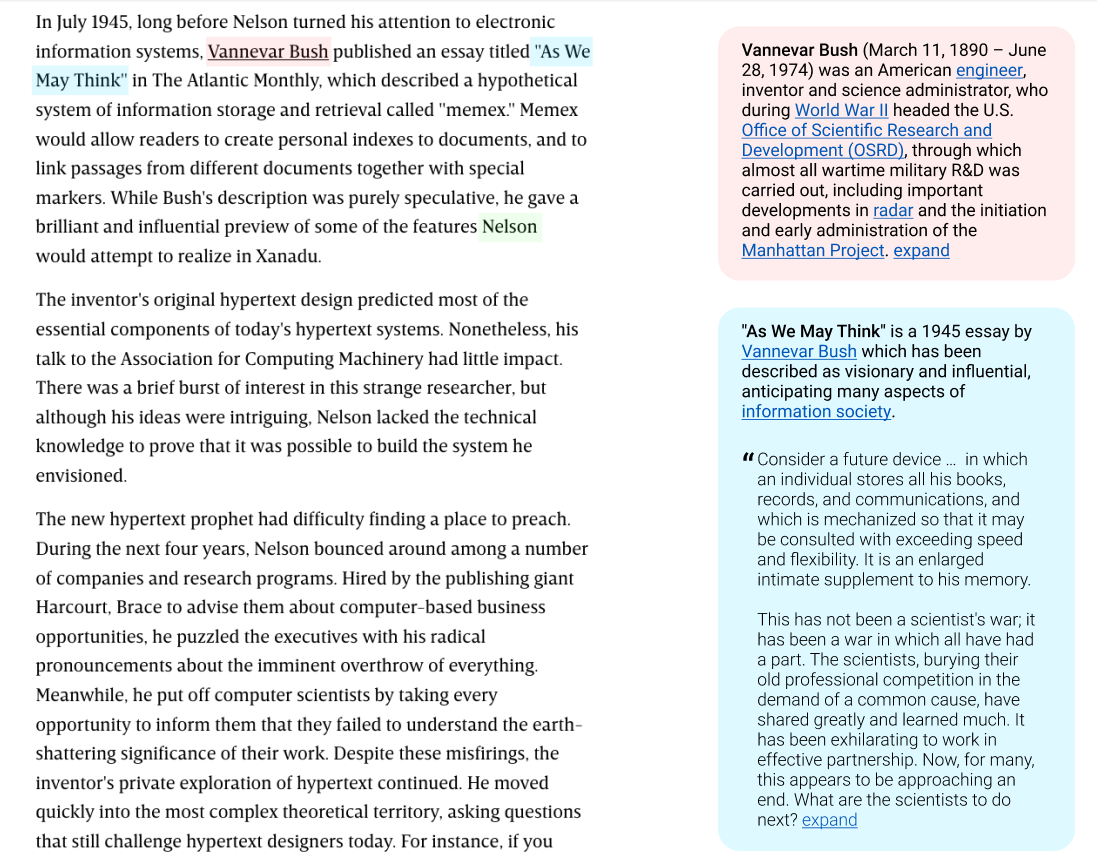 In July 1945, long before Nelson turned his attention to electronic
information systems, Vannevar Bush published an essay titled "As We
May Think" in The Atlantic Monthly, which described a hypothetical
system of information storage and retrieval called "memex." Memex
would allow readers to create personal indexes to documents, and to
link passages from different documents together with special
markers. While Bush's description was purely speculative, he gave a
brilliant and influential preview of some of the features Nelson
would attempt to realize in Xanadu.
The inventor's original hypertext design predicted most of the
essential components of today's hypertext systems. Nonetheless, his
talk to the Association for Computing Machinery had little impact.
There was a brief burst of interest in this strange researcher, but
although his ideas were intriguing, Nelson lacked the technical
knowledge to prove that it was possible to build the system he
envisioned.
The new hypertext prophet had difficulty finding a place to preach.
During the next four years, Nelson bounced around among a number
of companies and research programs. Hired by the publishing giant
Harcourt, Brace to advise them about computer-based business
opportunities, he puzzled the executives with his radical
pronouncements about the imminent overthrow of everything.
Meanwhile, he put off computer scientists by taking every
opportunity to inform them that they failed to understand the earth-
shattering significance of their work. Despite these misfirings, the
inventor's private exploration of hypertext continued. He moved
quickly into the most complex theoretical territory, asking questions
that still challenge hypertext designers today. For instance, if you
Vannevar Bush (March 11, 1890 – June
28, 1974) was an American engineer,
inventor and science administrator, who
during World War II headed the U.S.
Office of Scientific Research and
Development (OSRD), through which
almost all wartime military R&D was
carried out, including important
developments in radar and the initiation
and early administration of the
Manhattan Project. expand
"As We May Think" is a 1945 essay by
Vannevar Bush which has been
described as visionary and influential,
anticipating many aspects of
information society.
“ Consider a future device … in which
an individual stores all his books,
records, and communications, and
which is mechanized so that it may
be consulted with exceeding speed
and flexibility. It is an enlarged
intimate supplement to his memory.
This has not been a scientist's war; it
has been a war in which all have had
a part. The scientists, burying their
old professional competition in the
demand of a common cause, have
shared greatly and learned much. It
has been exhilarating to work in
effective partnership. Now, for many,
this appears to be approaching an
end. What are the scientists to do
next? expand